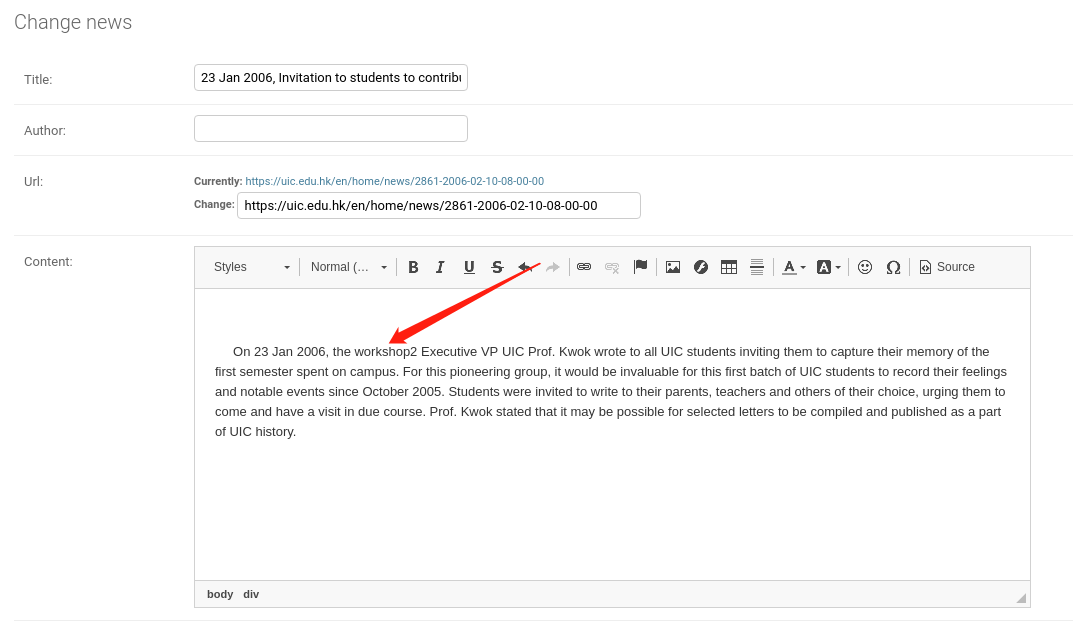 Change news
Title:
23 Jan 2006, Invitation to students to contribu
Author:
Url:
Currently: https://uic.edu.hk/en/home/news/2861-2006-02-10-08-00-00
Change: https://uic.edu.hk/en/home/news/2861-2006-02-10-08-00-00
Content:
Styles Normal (... B I U S A A Ω Source
On 23 Jan 2006, the workshop2 Executive VP UIC Prof. Kwok wrote to all UIC students inviting them to capture their memory of the
first semester spent on campus. For this pioneering group, it would be invaluable for this first batch of UIC students to record their feelings
and notable events since October 2005. Students were invited to write to their parents, teachers and others of their choice, urging them to
come and have a visit in due course. Prof. Kwok stated that it may be possible for selected letters to be compiled and published as a part
of UIC history.
body div